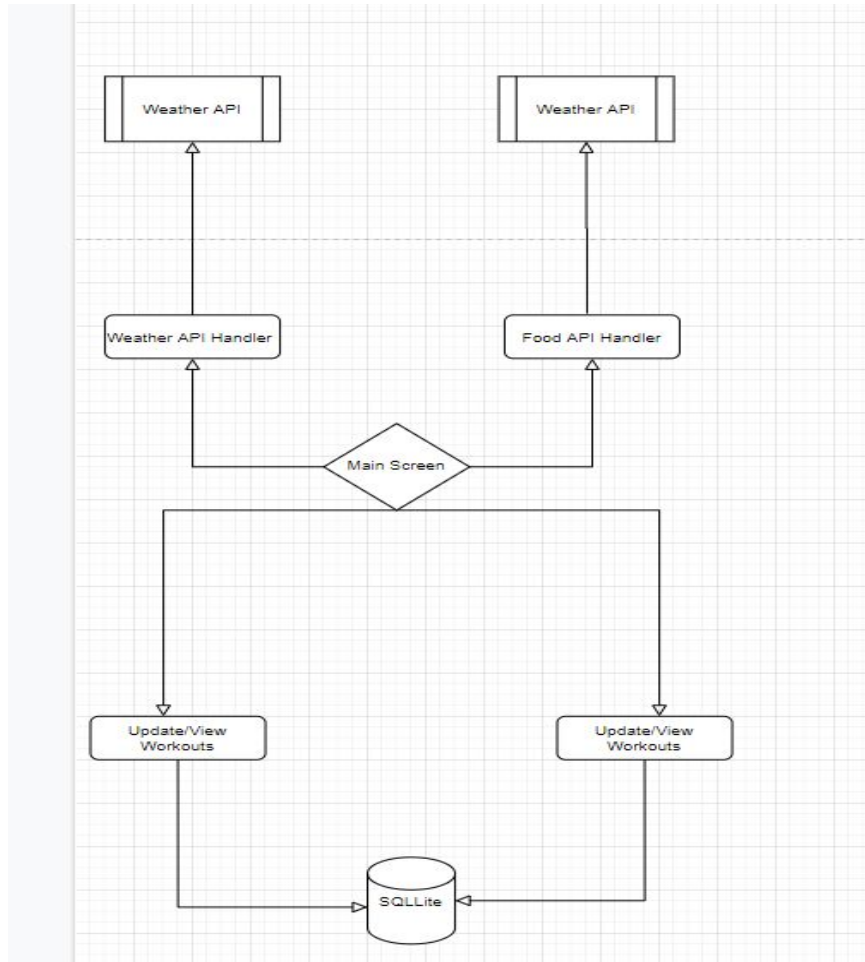 Weather API
Weather API
Weather API Handler
Food API Handler
Main Screen
Update/View
Workouts
Update/View
Workouts
SQLLite